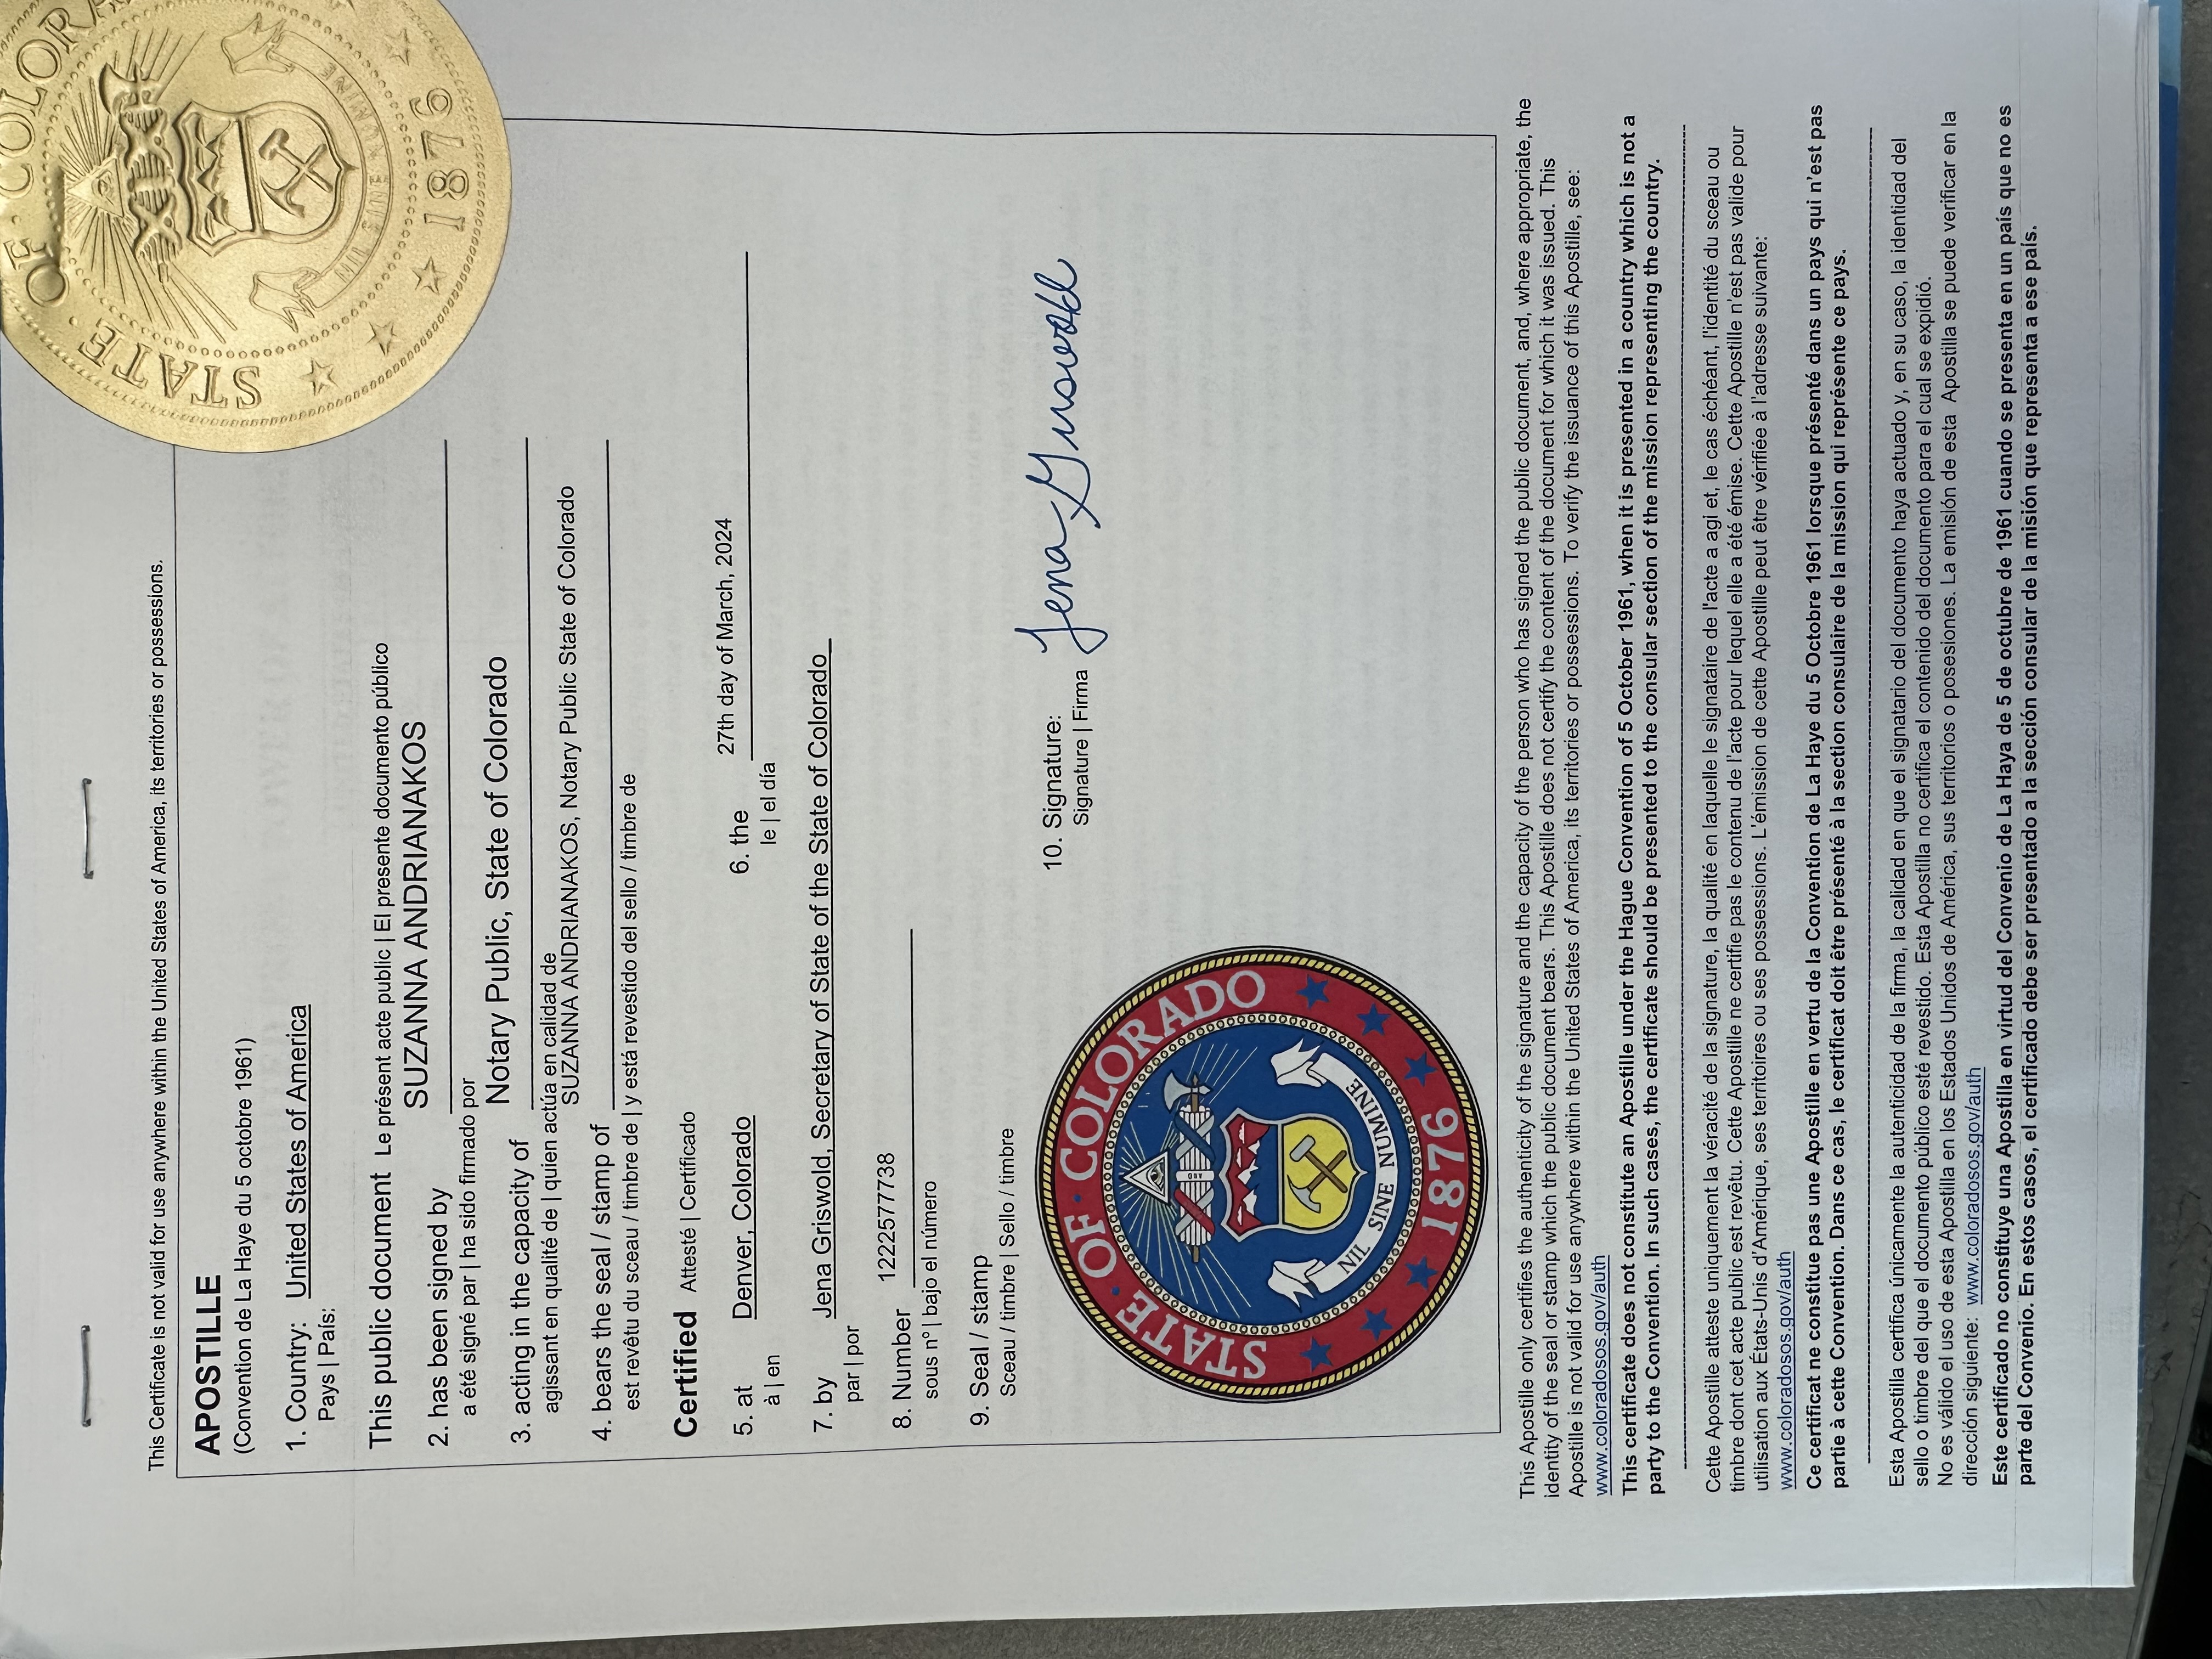 STATE · OF · COLORA
NIL SINE NUMINE
1876
This Certificate is not valid for use anywhere within the United States of America, its territories or possessions.
APOSTILLE
(Convention de La Haye du 5 octobre 1961)
1. Country: United States of America
Pays | País:
This public document Le présent acte public | El presente documento público
SUZANNA ANDRIANAKOS
2. has been signed by
a été signé par | ha sido firmado por
Notary Public, State of Colorado
3. acting in the capacity of
agissant en qualité de | quien actúa en calidad de
SUZANNA ANDRIANAKOS, Notary Public State of Colorado
4. bears the seal / stamp of
est revêtu du sceau / timbre de | y está revestido del sello / timbre de
Certified Attesté | Certificado
5. at Denver, Colorado 6. the 27th day of March, 2024
à | en le | el día
7. by Jena Griswold, Secretary of State of the State of Colorado
par | por
8. Number 1222577738
sous nº | bajo el número
9. Seal / stamp 10. Signature:
Sceau / timbre | Sello / timbre Signature | Firma
Jena Griswold
STATE · OF · COLORADO
NIL SINE NUMINE
1876
This Apostille only certifies the authenticity of the signature and the capacity of the person who has signed the public document, and, where appropriate, the
identity of the seal or stamp which the public document bears. This Apostille does not certify the content of the document for which it was issued. This
Apostille is not valid for use anywhere within the United States of America, its territories or possessions. To verify the issuance of this Apostille, see:
www.coloradosos.gov/auth
This certificate does not constitute an Apostille under the Hague Convention of 5 October 1961, when it is presented in a country which is not a
party to the Convention. In such cases, the certificate should be presented to the consular section of the mission representing the country.
Cette Apostille atteste uniquement la véracité de la signature, la qualité en laquelle le signataire de l'acte a agi et, le cas échéant, l'identité du sceau ou
timbre dont cet acte public est revêtu. Cette Apostille ne certifie pas le contenu de l'acte pour lequel elle a été émise. Cette Apostille n'est pas valide pour
utilisation aux États-Unis d'Amérique, ses territoires ou ses possessions. L'émission de cette Apostille peut être vérifiée à l'adresse suivante:
www.coloradosos.gov/auth
Ce certificat ne constitue pas une Apostille en vertu de la Convention de La Haye du 5 Octobre 1961 lorsque présenté dans un pays qui n'est pas
partie à cette Convention. Dans ce cas, le certificat doit être présenté à la section consulaire de la mission qui représente ce pays.
Esta Apostilla certifica únicamente la autenticidad de la firma, la calidad en que el signatario del documento haya actuado y, en su caso, la identidad del
sello o timbre del que el documento público esté revestido. Esta Apostilla no certifica el contenido del documento para el cual se expidió.
No es válido el uso de esta Apostilla en los Estados Unidos de América, sus territorios o posesiones. La emisión de esta Apostilla se puede verificar en la
dirección siguiente: www.coloradosos.gov/auth
Este certificado no constituye una Apostilla en virtud del Convenio de La Haya de 5 de octubre de 1961 cuando se presenta en un país que no es
parte del Convenio. En estos casos, el certificado debe ser presentado a la sección consular de la misión que representa a ese país.